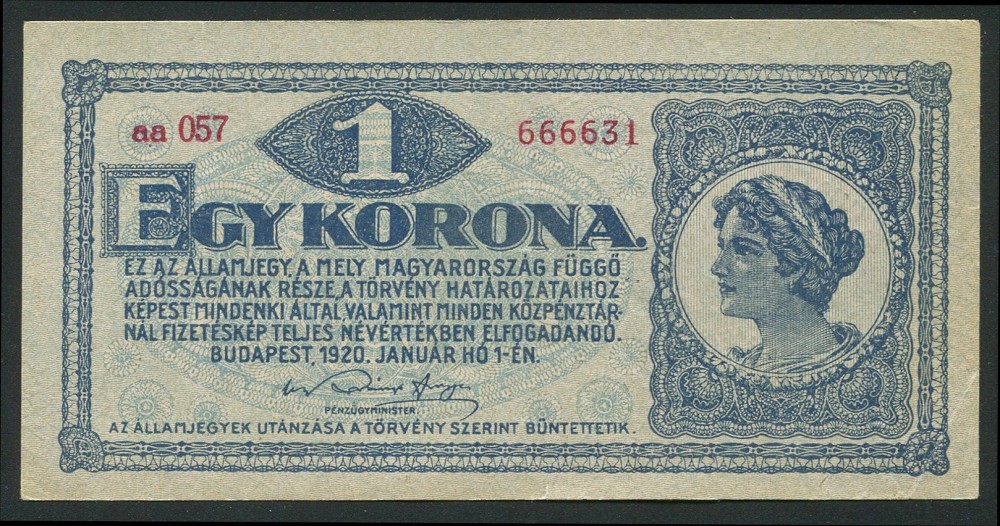 aa 057
1
666631
EGY KORONA.
EZ AZ ÁLLAMJEGY, A MELY MAGYARORSZÁG FÜGGŐ
ADÓSSÁGÁNAK RÉSZE, A TÖRVÉNY HATÁROZATAIHOZ
KÉPEST MINDENKI ÁLTAL, VALAMINT MINDEN KÖZPÉNZTÁR-
NÁL FIZETÉSKÉP TELJES NÉVÉRTÉKBEN ELFOGADANDÓ.
BUDAPEST, 1920. JANUÁR HÓ 1-ÉN.
PÉNZÜGYMINISTER.
AZ ÁLLAMJEGYEK UTÁNZÁSA A TÖRVÉNY SZERINT BÜNTETTETIK.